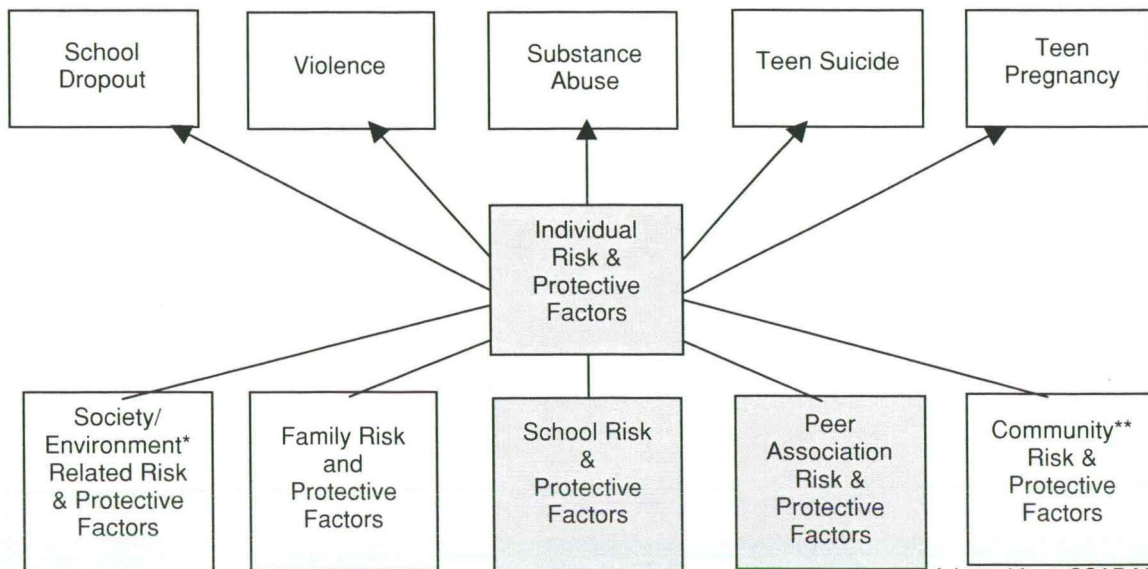 School
Dropout
Violence
Substance
Abuse
Teen Suicide
Teen
Pregnancy
Individual
Risk &
Protective
Factors
Society/
Environment*
Related Risk
& Protective
Factors
Family Risk
and
Protective
Factors
School Risk
&
Protective
Factors
Peer
Association
Risk &
Protective
Factors
Community**
Risk &
Protective
Factors